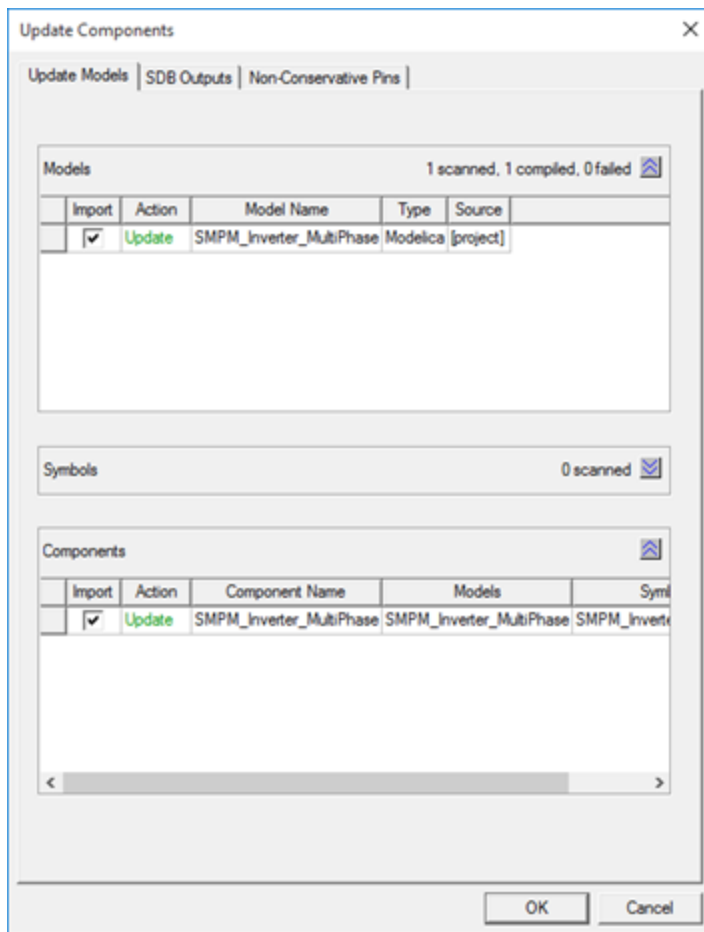 Update Components
Update Models SDB Outputs Non-Conservative Pins
Models 1 scanned, 1 compiled, 0 failed
Import Action Model Name Type Source
Update SMPM_Inverter_MultiPhase Modelica [project]
Symbols 0 scanned
Components
Import Action Component Name Models Syml
Update SMPM_Inverter_MultiPhase SMPM_Inverter_MultiPhase SMPM_Inverte
OK Cancel